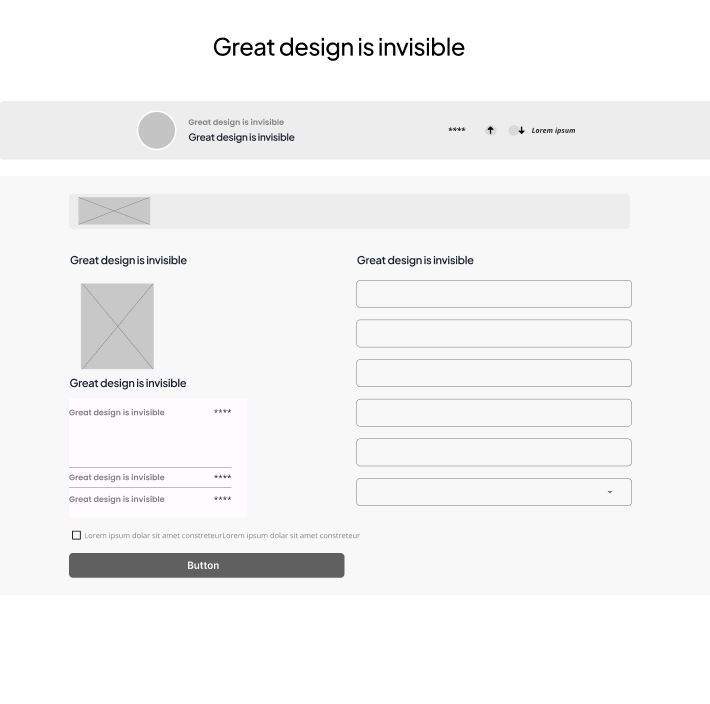 Great design is invisible
Great design is invisible
Great design is invisible
**** Lorem ipsum
Great design is invisible
Great design is invisible
Great design is invisible
Great design is invisible ****
Great design is invisible ****
Great design is invisible ****
Lorem ipsum dolar sit amet constreteurLorem ipsum dolar sit amet constreteur
Button